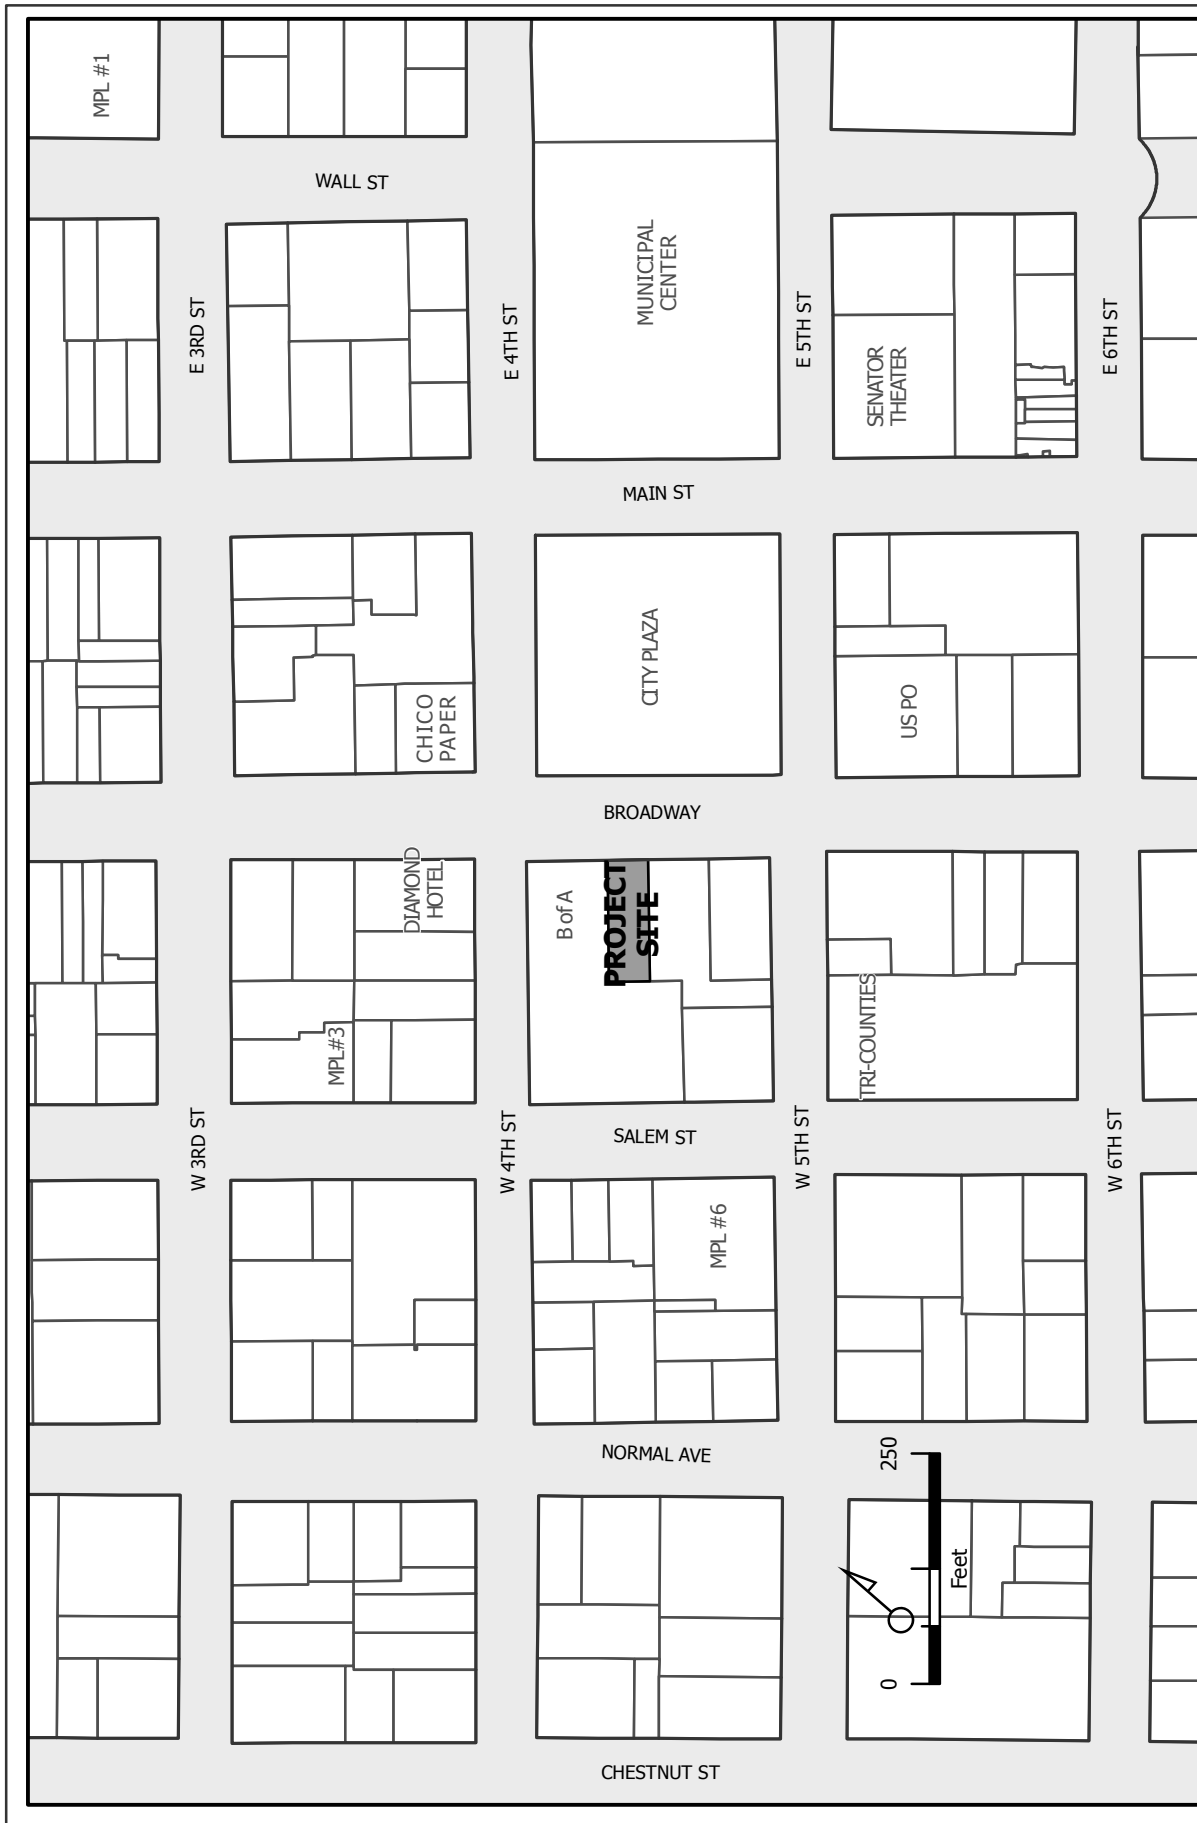 MPL #1
WALL ST
MUNICIPAL
CENTER
E 3RD ST
E 4TH ST
E 5TH ST
E 6TH ST
SENATOR
THEATER
MAIN ST
CITY PLAZA
CHICO
PAPER
US PO
BROADWAY
DIAMOND
HOTEL
B of A
PROJECT
SITE
MPL#3
TRI-COUNTIES
W 3RD ST
W 4TH ST
SALEM ST
W 5TH ST
W 6TH ST
MPL #6
NORMAL AVE
250
Feet
0
CHESTNUT ST